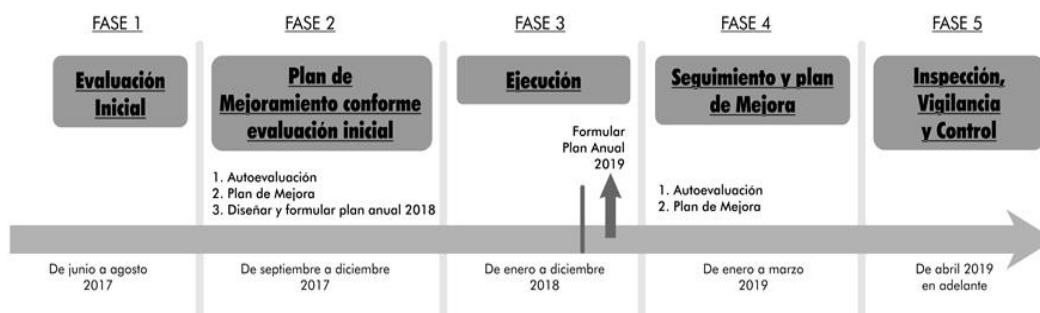 FASE 1
FASE 2
FASE 3
FASE 4
FASE 5
Evaluación
Inicial
Plan de
Mejoramiento conforme
evaluación inicial
Ejecución
Seguimiento y plan
de Mejora
Inspección,
Vigilancia
y Control
Formular
Plan Anual
2019
1. Autoevaluación
2. Plan de Mejora
3. Diseñar y formular plan anual 2018
1. Autoevaluación
2. Plan de Mejora
De junio a agosto
2017
De septiembre a diciembre
2017
De enero a diciembre
2018
De enero a marzo
2019
De abril 2019
en adelante